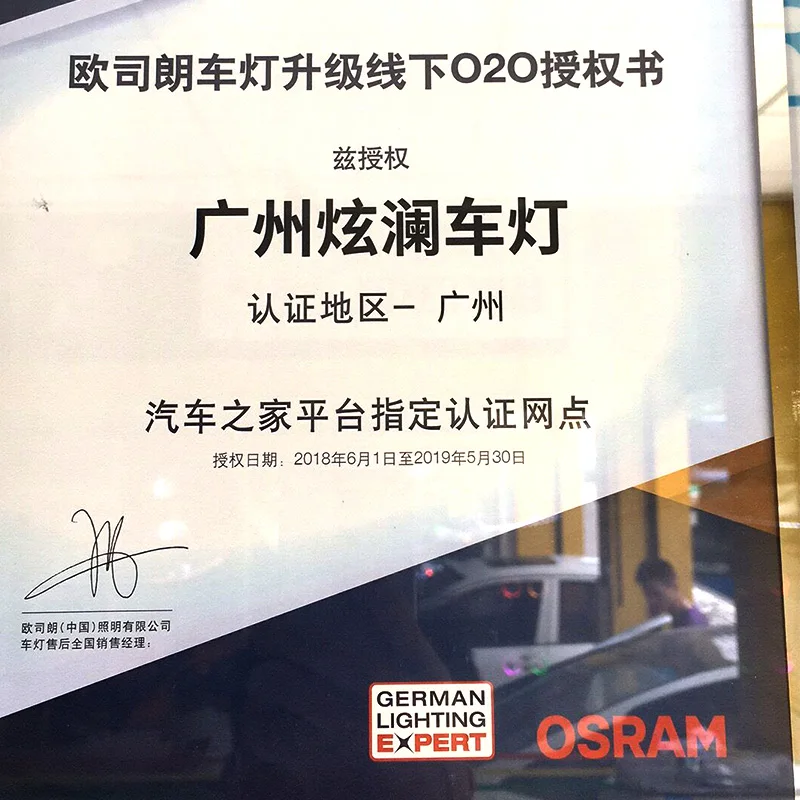 欧司朗车灯升级线下O2O授权书
兹授权
广州炫澜车灯
认证地区– 广州
汽车之家平台指定认证网点
授权日期：2018年6月1日至2019年5月30日
欧司朗(中国)照明有限公司
车灯售后全国销售经理：
GERMAN
LIGHTING
EXPERT
OSRAM